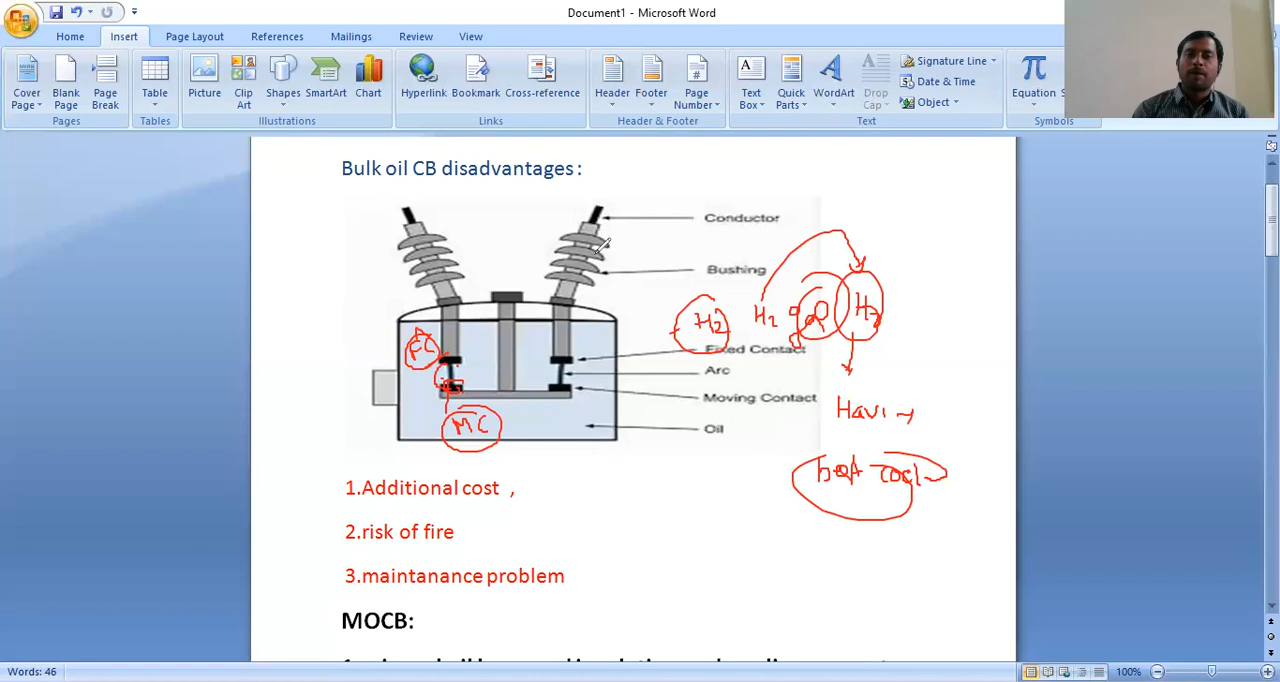 Document1 - Microsoft Word
Home Insert Page Layout References Mailings Review View
Cover Page Blank Page Page Break Table Picture Clip Art Shapes SmartArt Chart Hyperlink Bookmark Cross-reference Header Footer Page Number Text Box Quick Parts WordArt Drop Cap Signature Line Date & Time Object Equation
Pages Tables Illustrations Links Header & Footer Text Symbols
Bulk oil CB disadvantages :
Conductor
Bushing
H2 H2 H2
Fixed Contact
FC
Arc
Moving Contact
Havi
MC
Oil
1.Additional cost ,
2.risk of fire
3.maintanance problem
MOCB:
Words: 46 100%